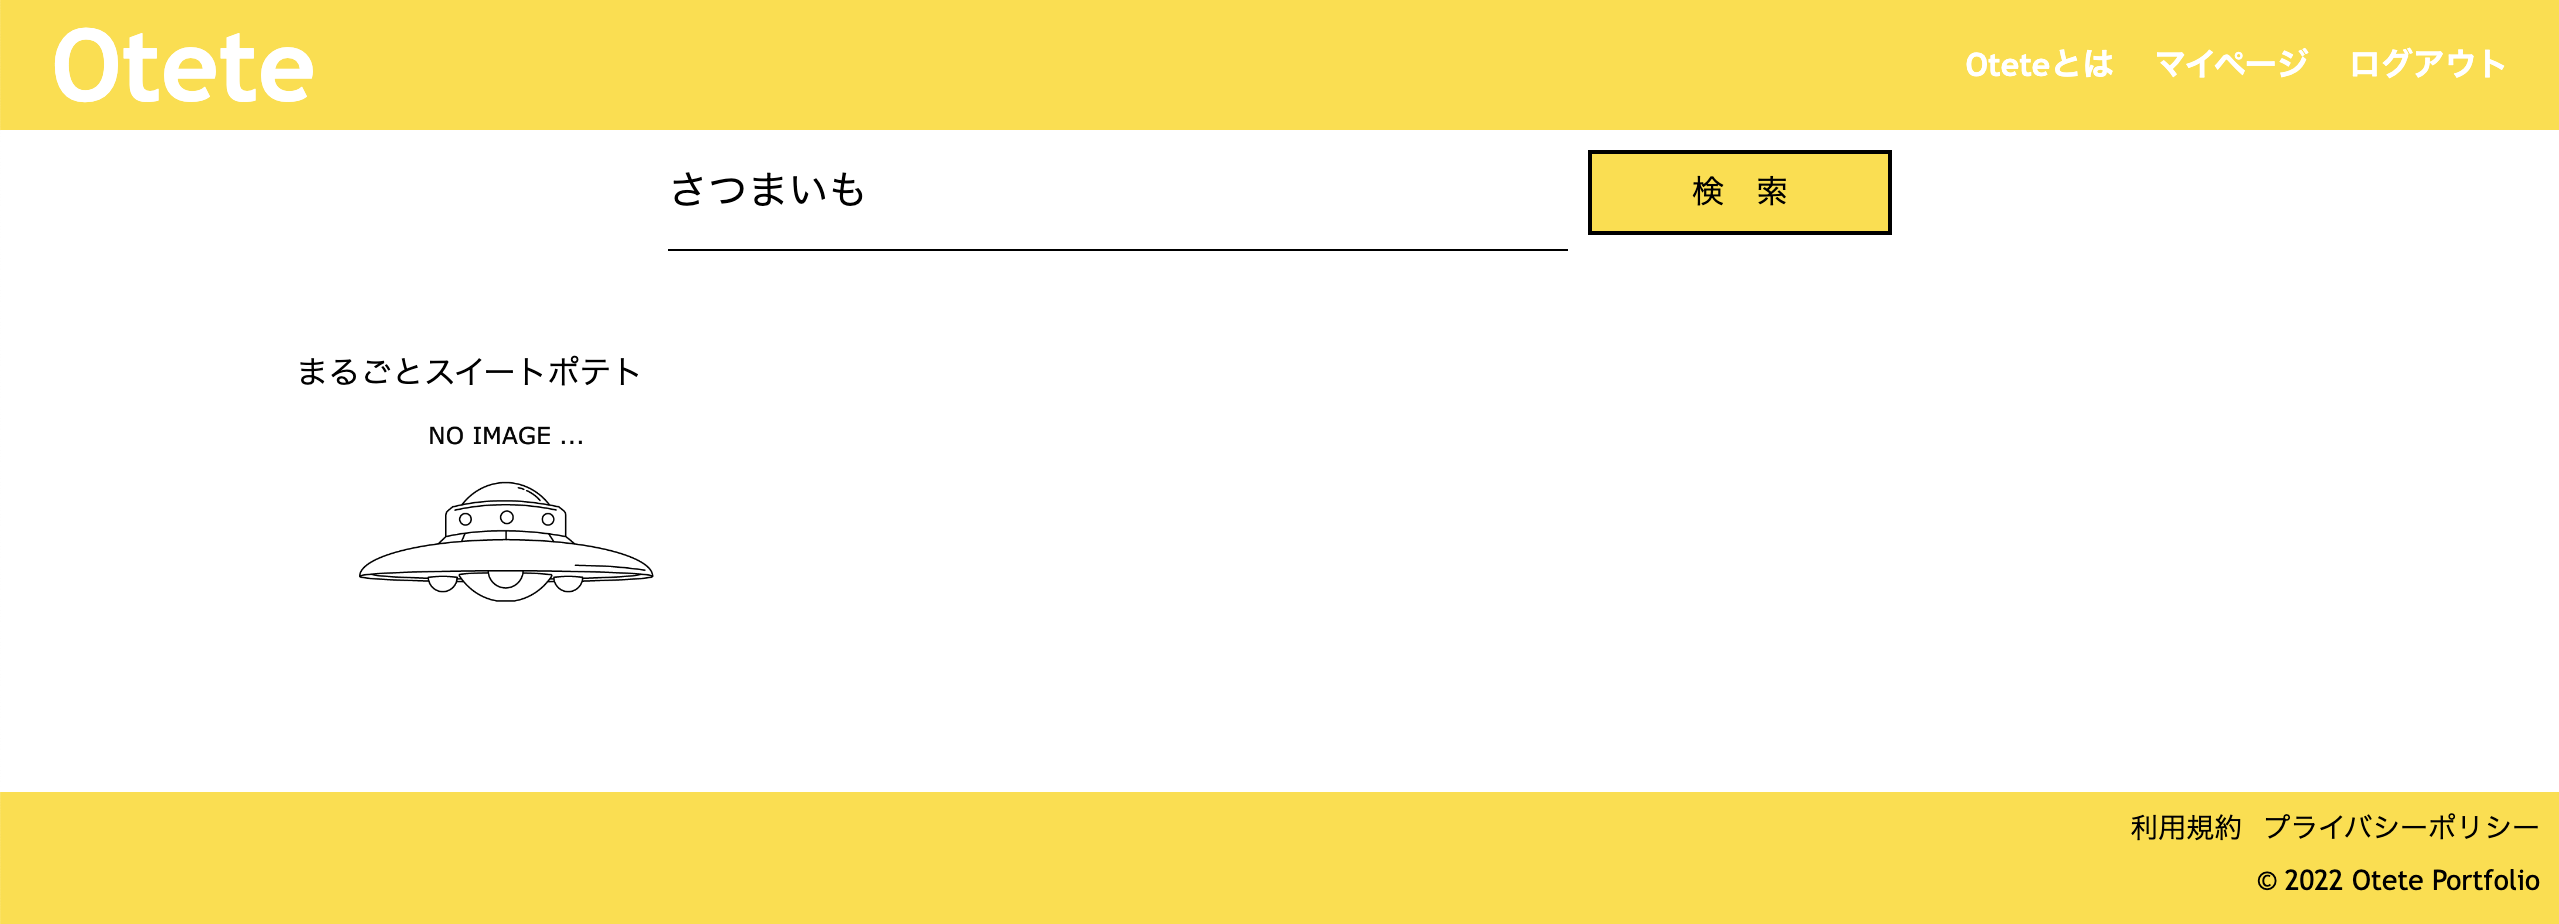 Otete
Oteteとは マイページ ログアウト
さつまいも
検　索
まるごとスイートポテト
NO IMAGE ...
利用規約 プライバシーポリシー
© 2022 Otete Portfolio